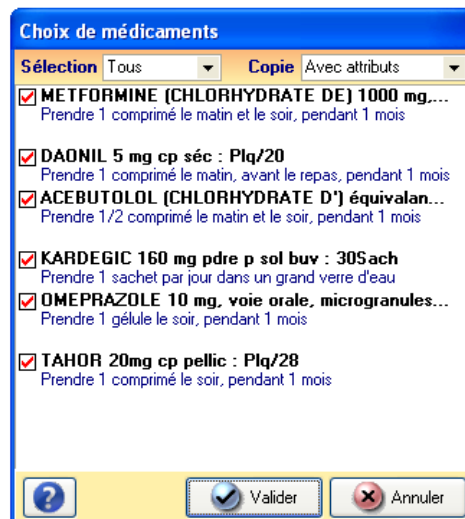 Choix de médicaments
Sélection Tous Copie Avec attributs
METFORMINE (CHLORHYDRATE DE) 1000 mg,...
Prendre 1 comprimé le matin et le soir, pendant 1 mois
DAONIL 5 mg cp séc : Plq/20
Prendre 1 comprimé le matin, avant le repas, pendant 1 mois
ACEBUTOLOL (CHLORHYDRATE D') équivalan...
Prendre 1/2 comprimé le matin et le soir, pendant 1 mois
KARDEGIC 160 mg pdre p sol buv : 30Sach
Prendre 1 sachet par jour dans un grand verre d'eau
OMEPRAZOLE 10 mg, voie orale, microgranules...
Prendre 1 gélule le soir, pendant 1 mois
TAHOR 20mg cp pellic : Plq/28
Prendre 1 comprimé le soir, pendant 1 mois
? Valider Annuler